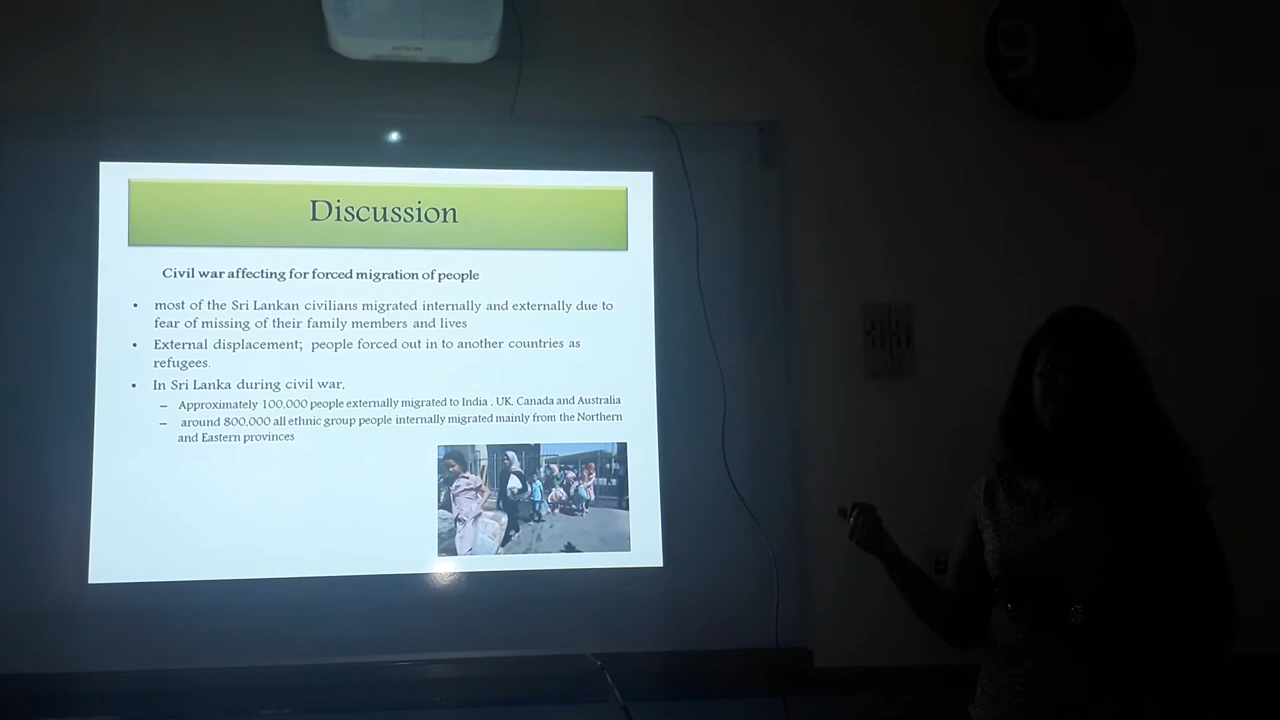 Discussion
Civil war affecting for forced migration of people
• most of the Sri Lankan civilians migrated internally and externally due to
fear of missing of their family members and lives
• External displacement; people forced out in to another countries as
refugees.
• In Sri Lanka during civil war,
– Approximately 100,000 people externally migrated to India , UK, Canada and Australia
– around 800,000 all ethnic group people internally migrated mainly from the Northern
and Eastern provinces